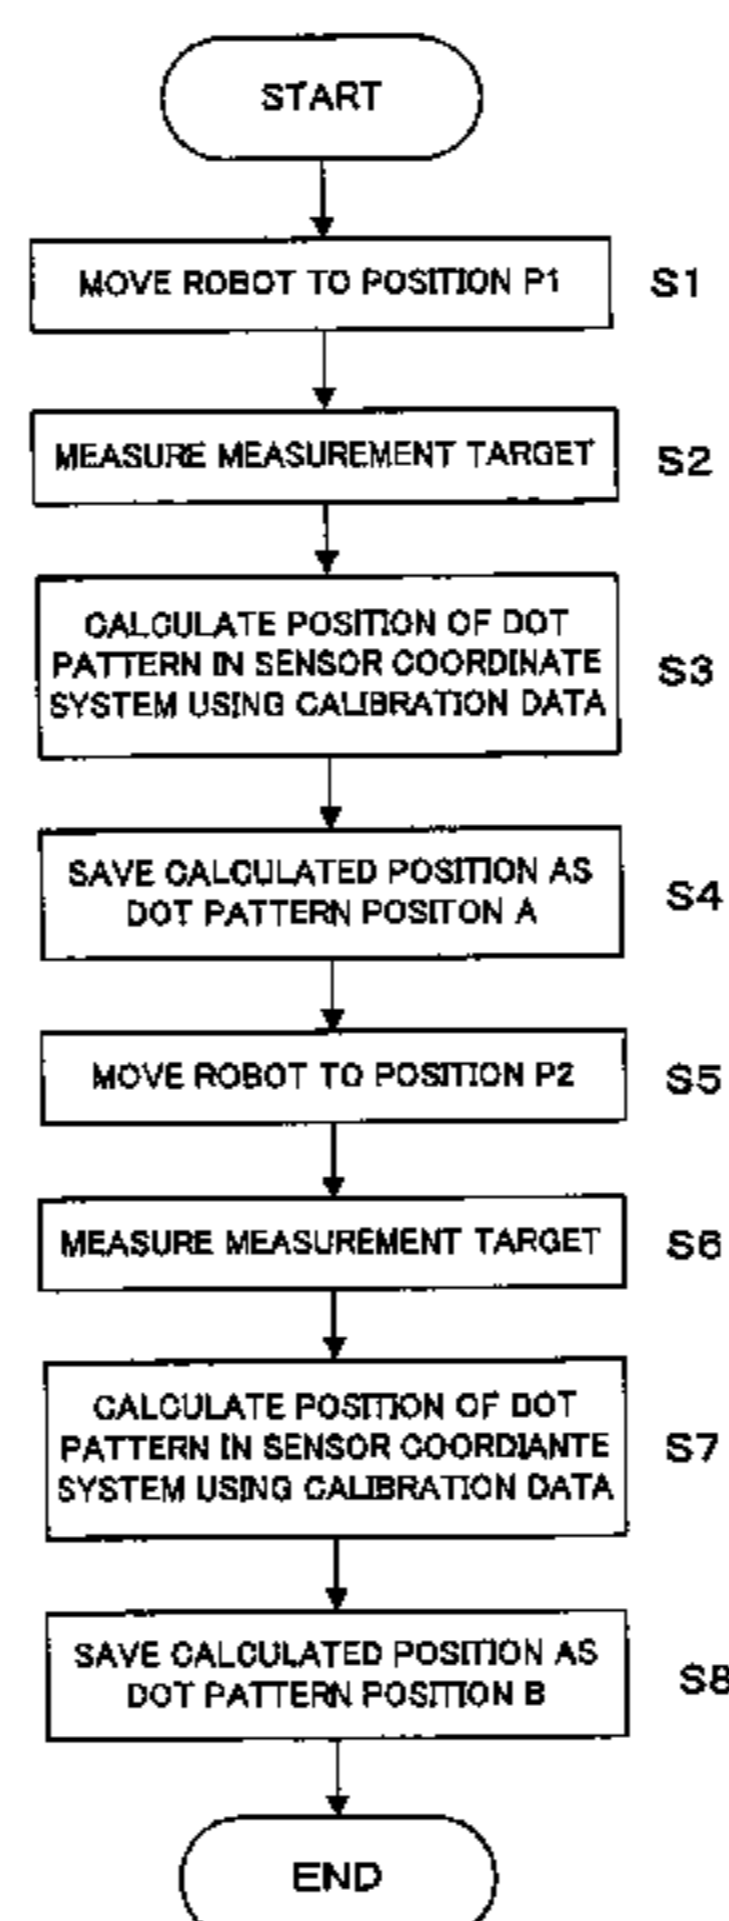 START
MOVE ROBOT TO POSITION P1
S1
MEASURE MEASUREMENT TARGET
S2
CALCULATE POSITION OF DOT
PATTERN IN SENSOR COORDINATE
SYSTEM USING CALIBRATION DATA
S3
SAVE CALCULATED POSITION AS
DOT PATTERN POSITON A
S4
MOVE ROBOT TO POSITION P2
S5
MEASURE MEASUREMENT TARGET
S6
CALCULATE POSITION OF DOT
PATTERN IN SENSOR COORDIANTE
SYSTEM USING CALIBRATION DATA
S7
SAVE CALCULATED POSITION AS
DOT PATTERN POSITION B
S8
END